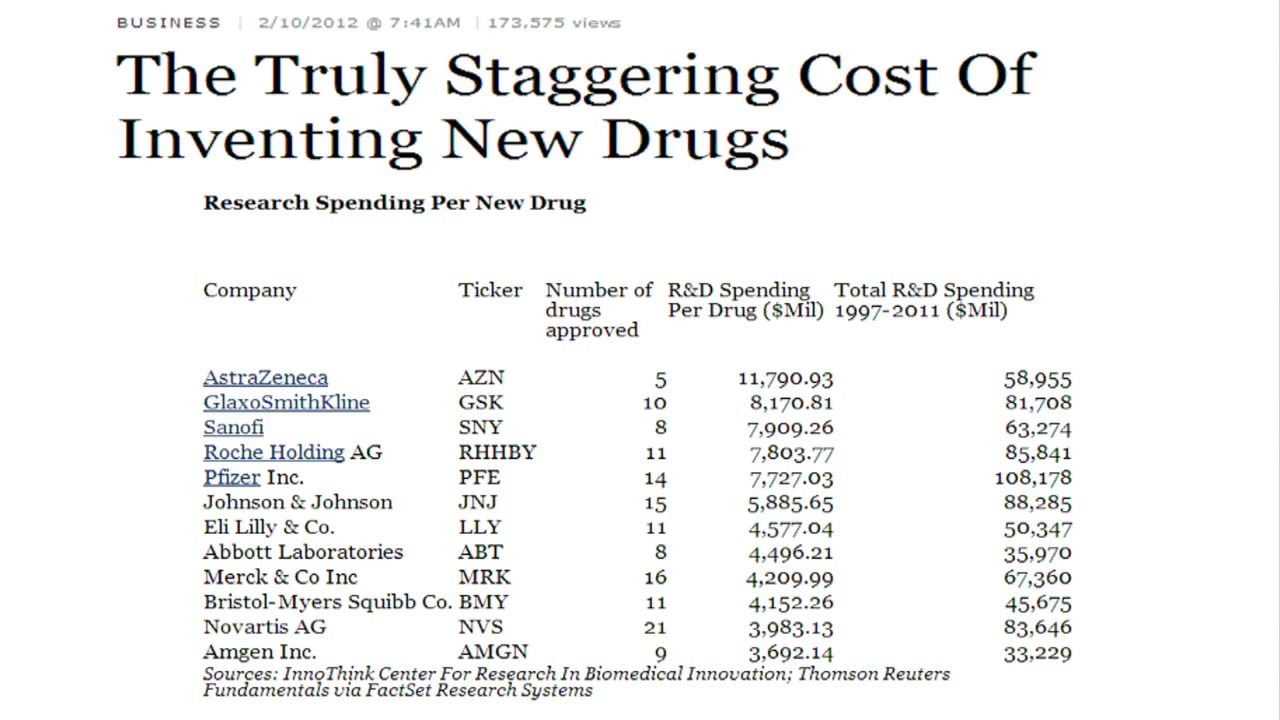 BUSINESS | 2/10/2012 @ 7:41AM | 173,575 views
The Truly Staggering Cost Of
Inventing New Drugs
Research Spending Per New Drug
Company Ticker Number of drugs approved R&D Spending Per Drug ($Mil) Total R&D Spending 1997-2011 ($Mil)
AstraZeneca AZN 5 11,790.93 58,955
GlaxoSmithKline GSK 10 8,170.81 81,708
Sanofi SNY 8 7,909.26 63,274
Roche Holding AG RHHBY 11 7,803.77 85,841
Pfizer Inc. PFE 14 7,727.03 108,178
Johnson & Johnson JNJ 15 5,885.65 88,285
Eli Lilly & Co. LLY 11 4,577.04 50,347
Abbott Laboratories ABT 8 4,496.21 35,970
Merck & Co Inc MRK 16 4,209.99 67,360
Bristol-Myers Squibb Co. BMY 11 4,152.26 45,675
Novartis AG NVS 21 3,983.13 83,646
Amgen Inc. AMGN 9 3,692.14 33,229
Sources: InnoThink Center For Research In Biomedical Innovation; Thomson Reuters
Fundamentals via FactSet Research Systems